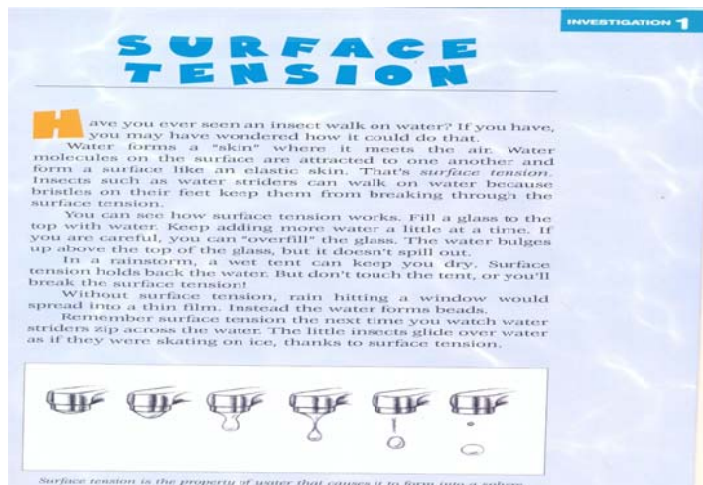 INVESTIGATION 1
SURFACE
TENSION
Have you ever seen an insect walk on water? If you have,
you may have wondered how it could do that.
Water forms a "skin" where it meets the air. Water
molecules on the surface are attracted to one another and
form a surface like an elastic skin. That's surface tension.
Insects such as water striders can walk on water because
bristles on their feet keep them from breaking through the
surface tension.
You can see how surface tension works. Fill a glass to the
top with water. Keep adding more water a little at a time. If
you are careful, you can "overfill" the glass. The water bulges
up above the top of the glass, but it doesn't spill out.
In a rainstorm, a wet tent can keep you dry. Surface
tension holds back the water. But don't touch the tent, or you'll
break the surface tension!
Without surface tension, rain hitting a window would
spread into a thin film. Instead the water forms beads.
Remember surface tension the next time you watch water
striders zip across the water. The little insects glide over water
as if they were skating on ice, thanks to surface tension.
Surface tension is the property of water that causes it to form into a sphere